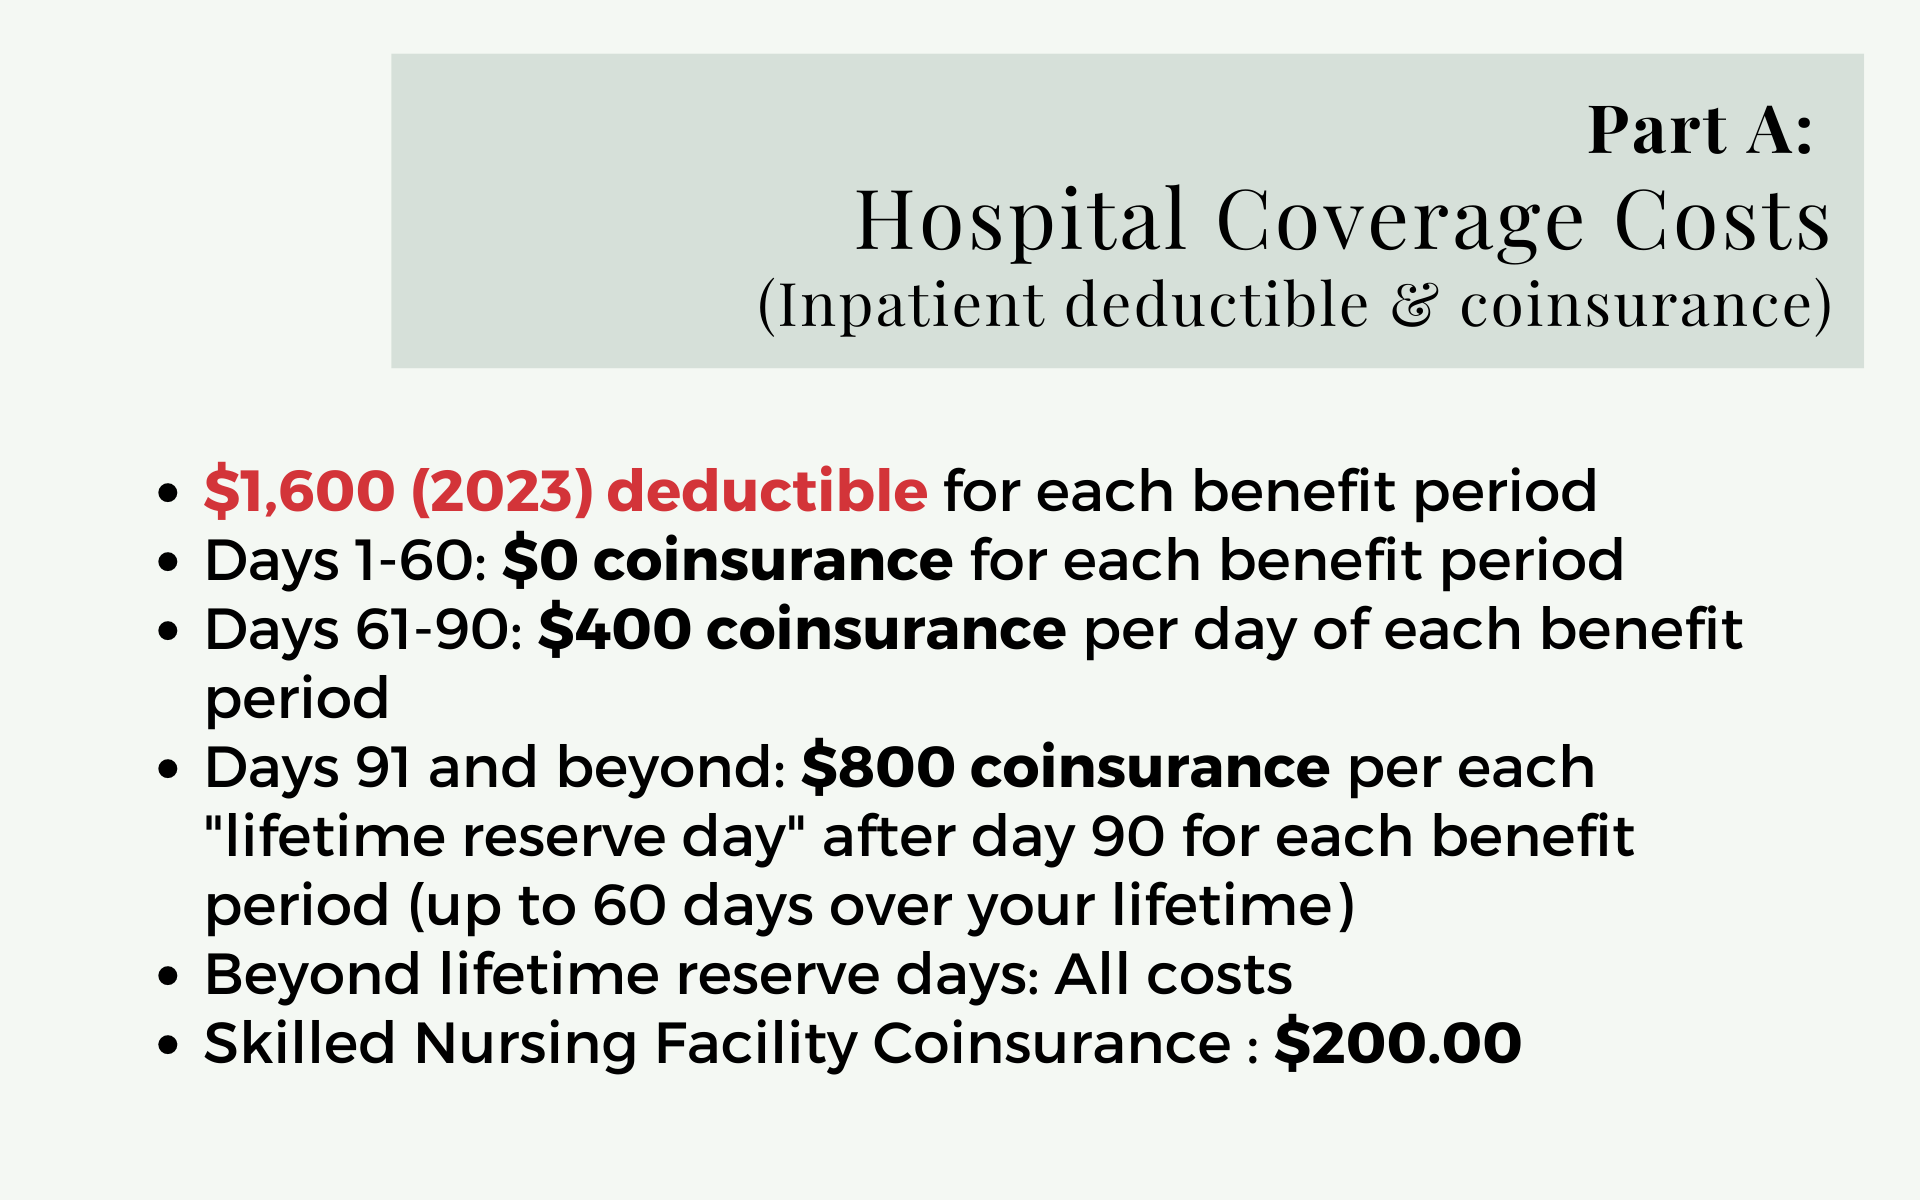 Part A:
Hospital Coverage Costs
(Inpatient deductible & coinsurance)
• $1,600 (2023) deductible for each benefit period
• Days 1-60: $0 coinsurance for each benefit period
• Days 61-90: $400 coinsurance per day of each benefit
period
• Days 91 and beyond: $800 coinsurance per each
"lifetime reserve day" after day 90 for each benefit
period (up to 60 days over your lifetime)
• Beyond lifetime reserve days: All costs
• Skilled Nursing Facility Coinsurance : $200.00